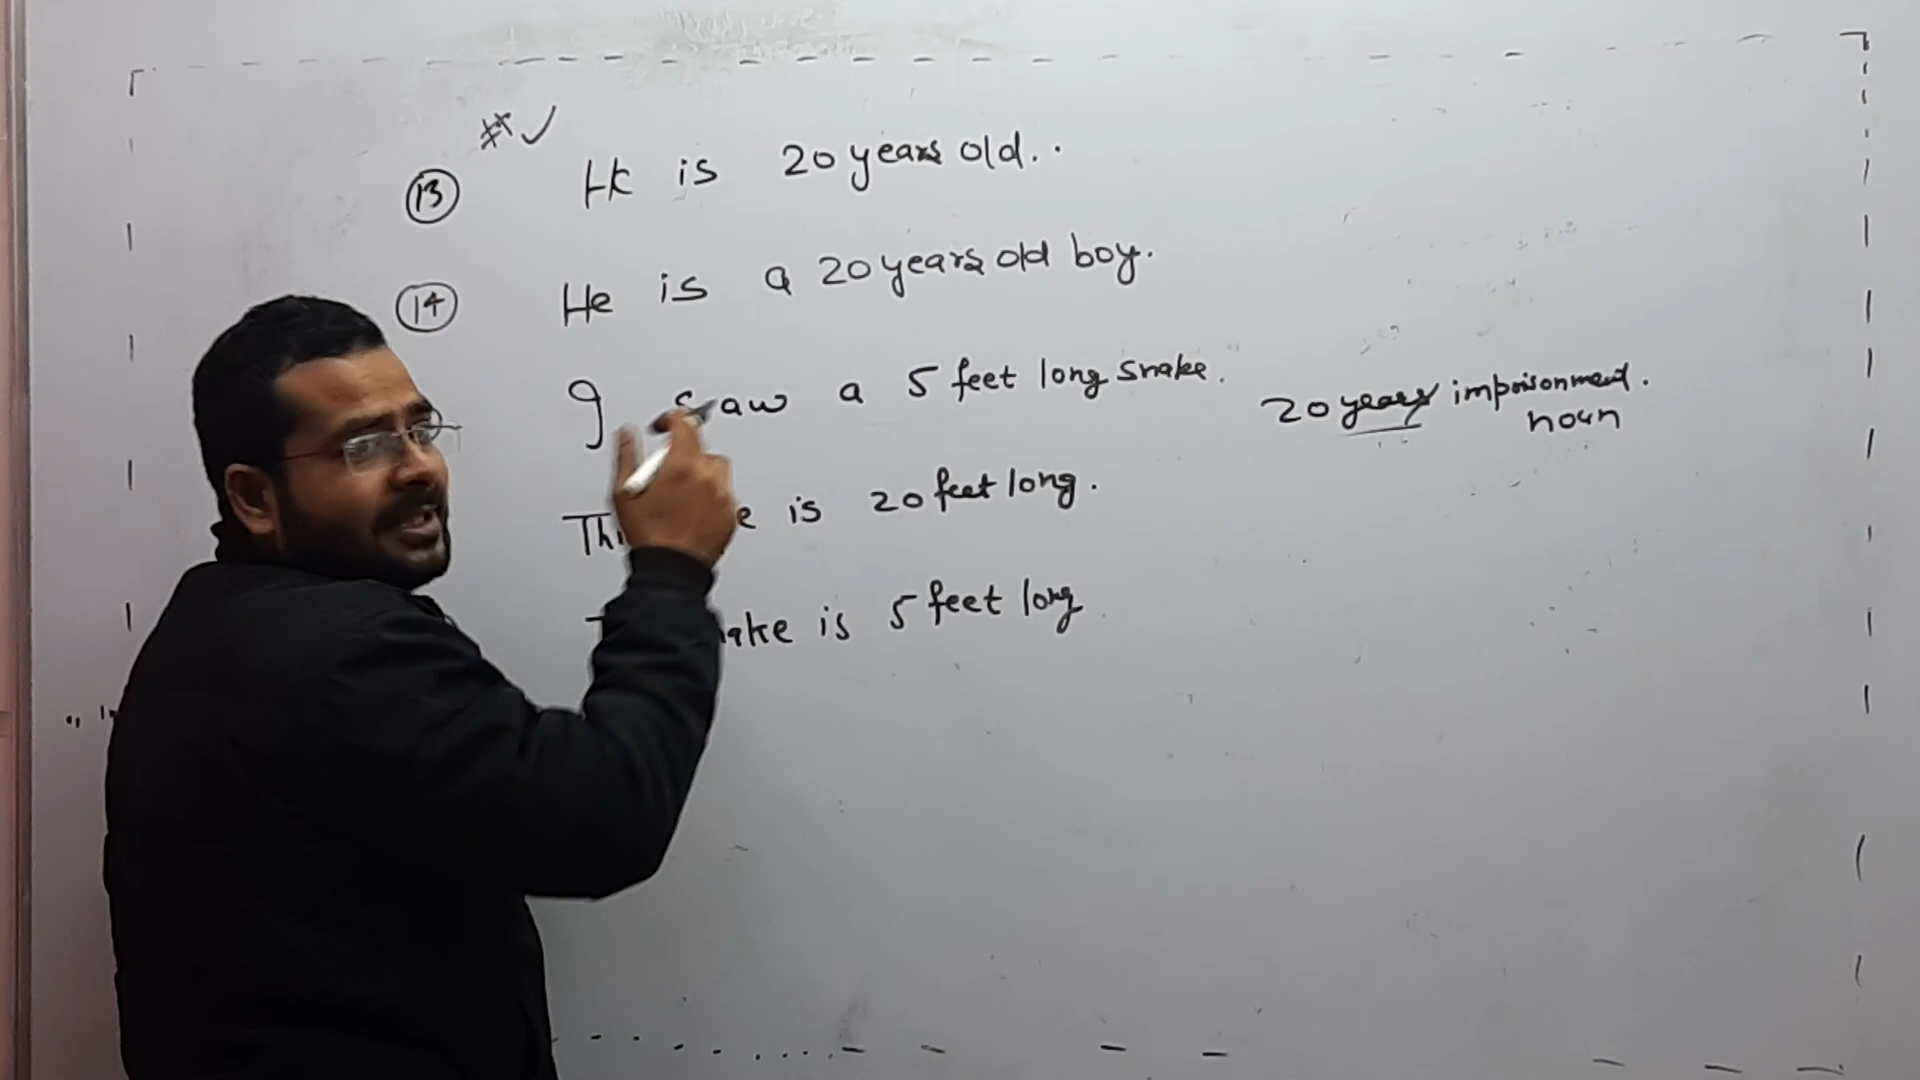 13 He is 20 years old..
14 He is a 20 years old boy.
I saw a 5 feet long snake.
20 years imprisonment.
noun
is 20 feet long.
is 5 feet long